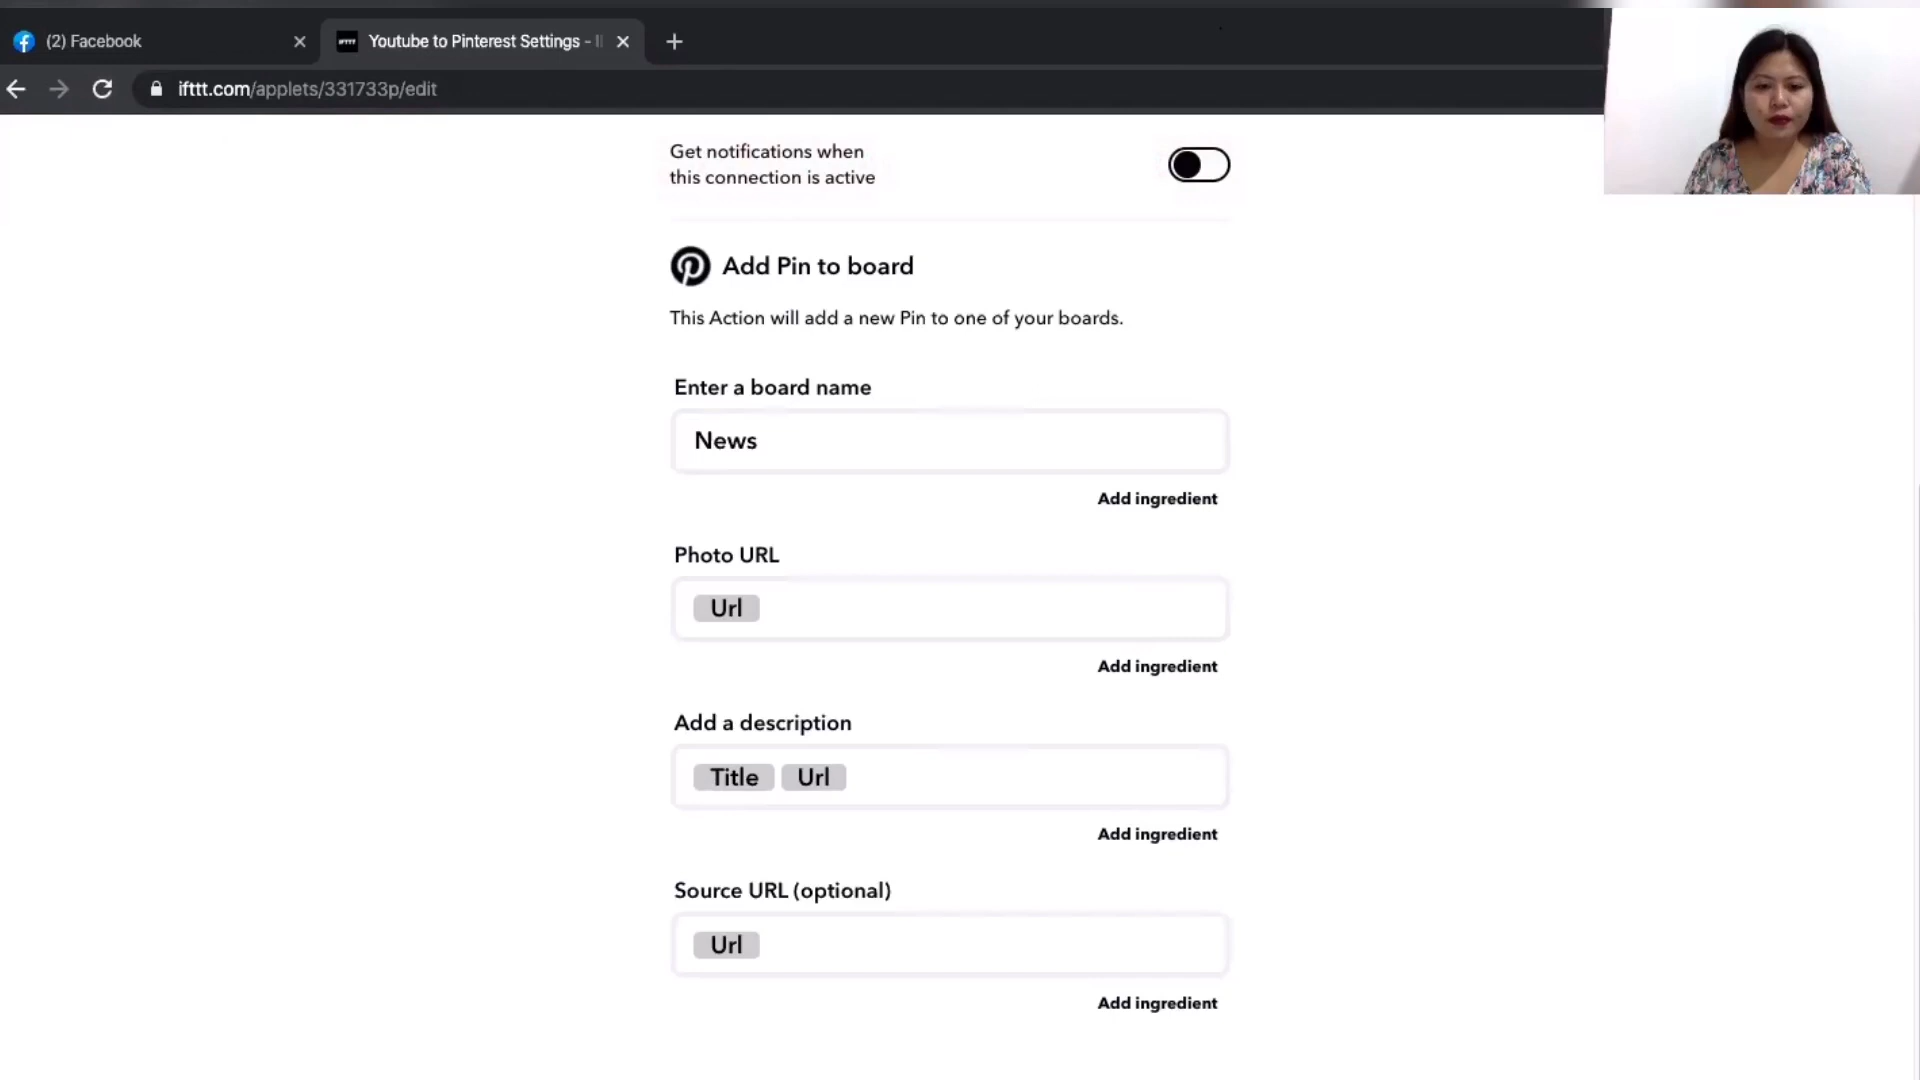 (2) Facebook
IFTTT
Youtube to Pinterest Settings - I
ifttt.com/applets/331733p/edit
Get notifications when
this connection is active
Add Pin to board
This Action will add a new Pin to one of your boards.
Enter a board name
News
Add ingredient
Photo URL
Url
Add ingredient
Add a description
Title Url
Add ingredient
Source URL (optional)
Url
Add ingredient